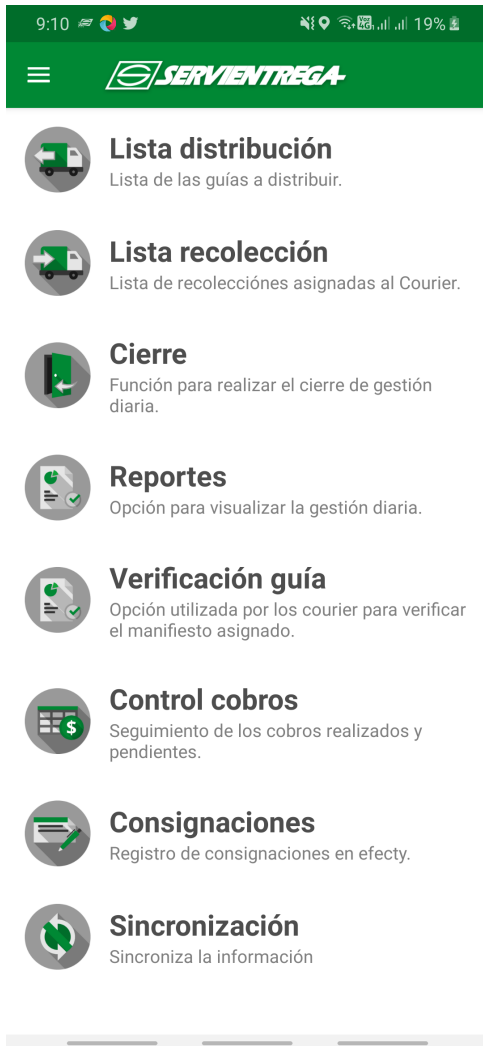 9:10
Vo)) 4G 19%
SERVIENTREGA
Lista distribución
Lista de las guías a distribuir.
Lista recolección
Lista de recolecciónes asignadas al Courier.
Cierre
Función para realizar el cierre de gestión
diaria.
Reportes
Opción para visualizar la gestión diaria.
Verificación guía
Opción utilizada por los courier para verificar
el manifiesto asignado.
Control cobros
Seguimiento de los cobros realizados y
pendientes.
$
Consignaciones
Registro de consignaciones en efecty.
Sincronización
Sincroniza la información